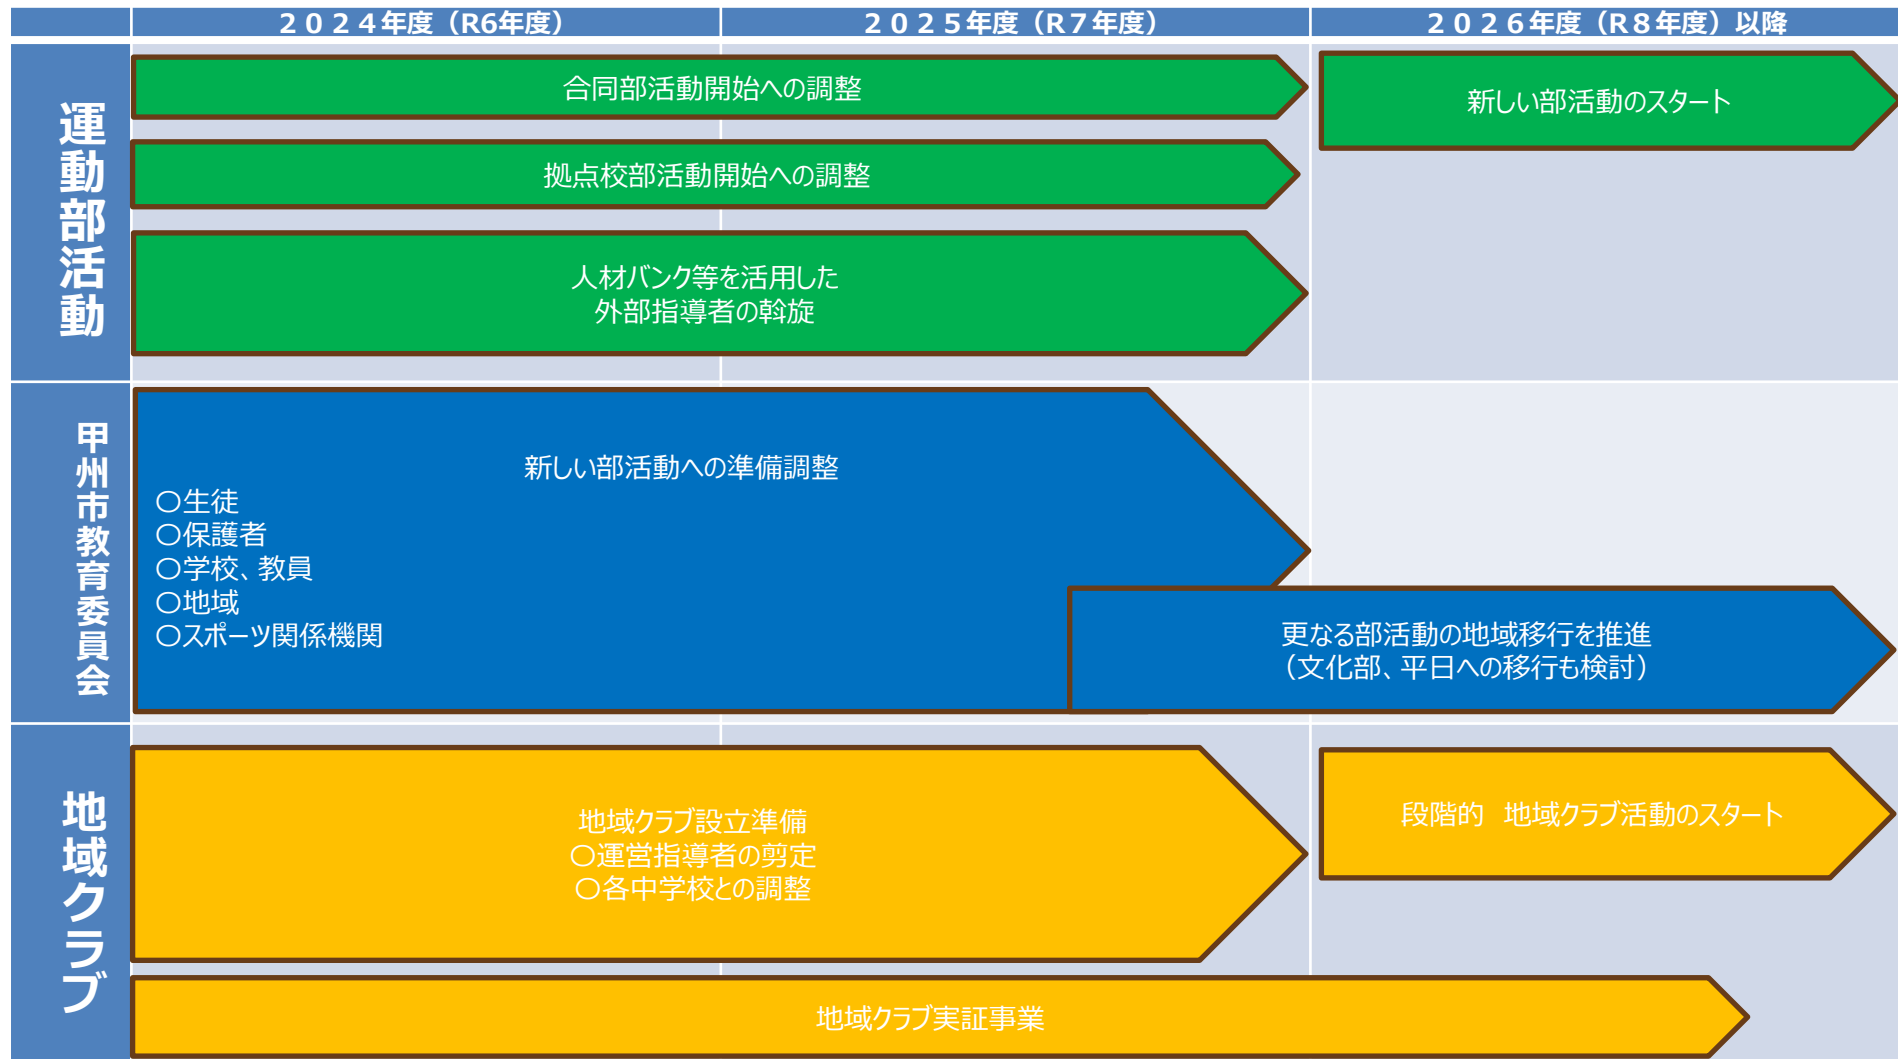 ２０２４年度（R6年度）
２０２５年度（R７年度）
２０２６年度（R８年度）以降
運動部活動
合同部活動開始への調整
新しい部活動のスタート
拠点校部活動開始への調整
人材バンク等を活用した
外部指導者の斡旋
甲州市教育委員会
新しい部活動への準備調整
○生徒
○保護者
○学校、教員
○地域
○スポーツ関係機関
更なる部活動の地域移行を推進
（文化部、平日への移行も検討）
地域クラブ
地域クラブ設立準備
○運営指導者の剪定
○各中学校との調整
段階的　地域クラブ活動のスタート
地域クラブ実証事業